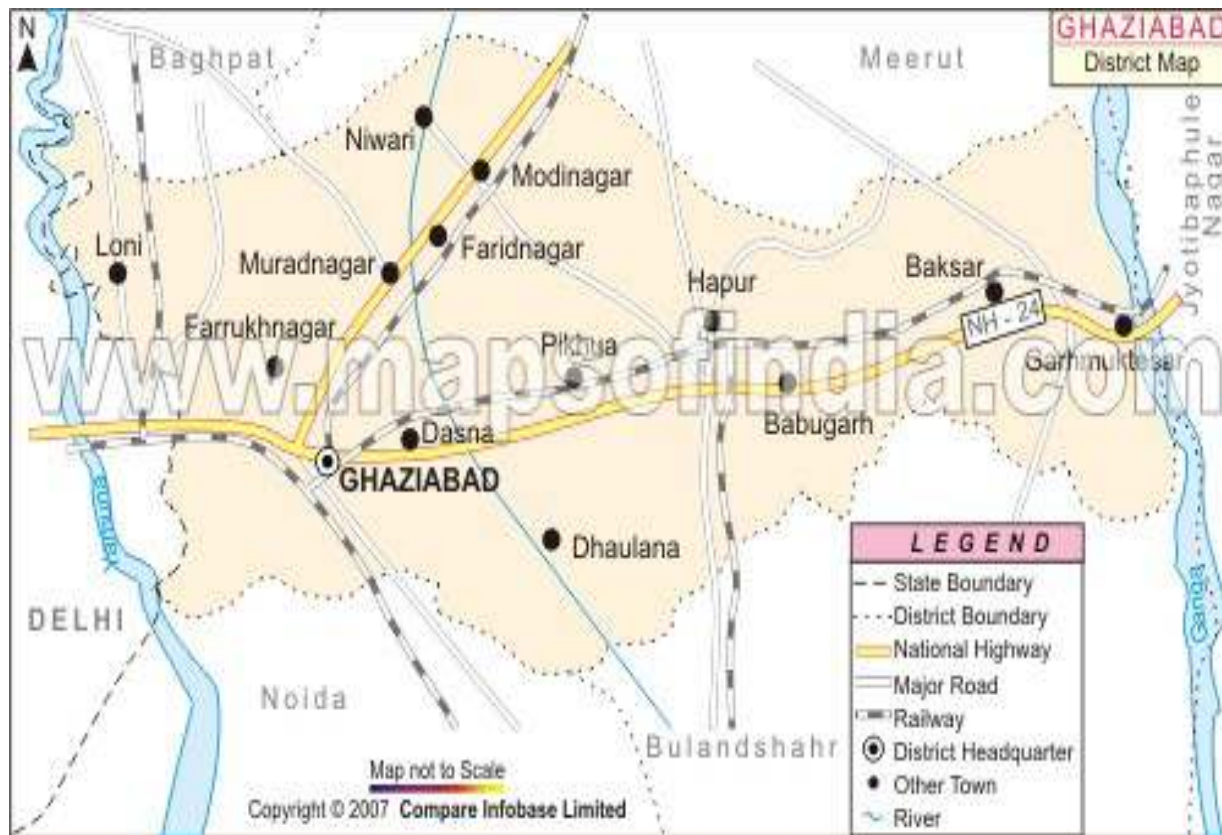 N
GHAZIABAD
District Map
Baghpat
Meerut
Jyotibaphule
Nagar
Niwari
Modinagar
Loni
Muradnagar
Faridnagar
Hapur
Baksar
NH - 24
Farrukhnagar
Pilkhua
Garhmuktesar
www.mapsofindia.com
Dasna
Babugarh
GHAZIABAD
Yamuna
Dhaulana
DELHI
Ganga
Noida
Bulandshahr
LEGEND
State Boundary
District Boundary
National Highway
Major Road
Railway
District Headquarter
Other Town
River
Map not to Scale
Copyright © 2007 Compare Infobase Limited